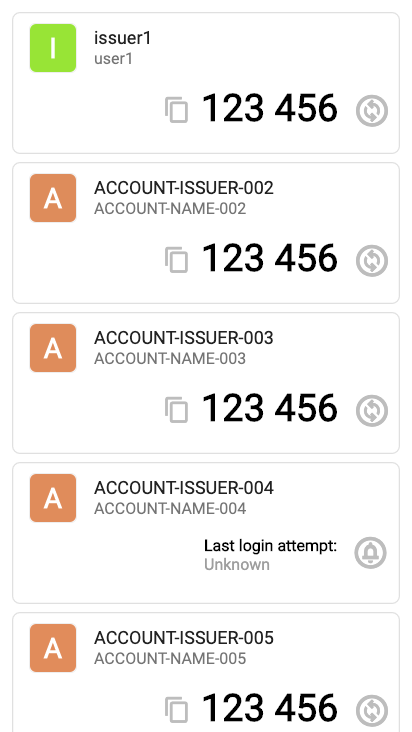 I
issuer1
user1
123 456
A
ACCOUNT-ISSUER-002
ACCOUNT-NAME-002
123 456
A
ACCOUNT-ISSUER-003
ACCOUNT-NAME-003
123 456
A
ACCOUNT-ISSUER-004
ACCOUNT-NAME-004
Last login attempt:
Unknown
A
ACCOUNT-ISSUER-005
ACCOUNT-NAME-005
123 456